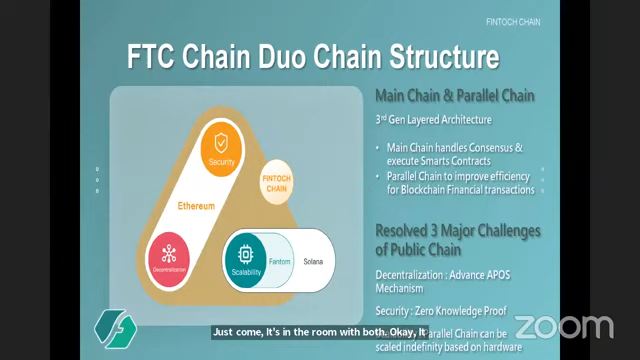 FINTOCH CHAIN
FTC Chain Duo Chain Structure
Main Chain & Parallel Chain
3rd Gen Layered Architecture
• Main Chain handles Consensus &
execute Smarts Contracts
• Parallel Chain to improve efficiency
for Blockchain Financial transactions
Resolved 3 Major Challenges
of Public Chain
Decentralization : Advance APOS
Mechanism
Security : Zero Knowledge Proof
Parallel Chain can be
scaled indefinity based on hardware
Security
FINTOCH
CHAIN
Ethereum
Decentralization
Scalability
Fantom
Solana
Just come, It's in the room with both. Okay, It
zoom